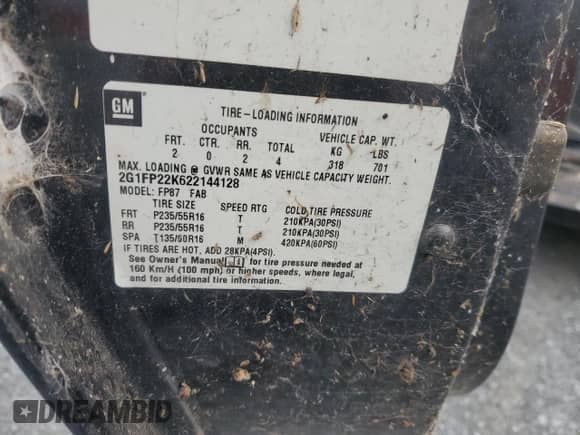 GM
TIRE-LOADING INFORMATION
OCCUPANTS VEHICLE CAP. WT.
FRT. CTR. RR. TOTAL KG LBS
2 0 2 4 318 701
MAX. LOADING @ GVWR SAME AS VEHICLE CAPACITY WEIGHT.
2G1FP22K622144128
MODEL: FP87 FAB
TIRE SIZE SPEED RTG COLD TIRE PRESSURE
FRT P235/55R16 T 210KPA(30PSI)
RR P235/55R16 T 210KPA(30PSI)
SPA T135/50R16 M 420KPA(60PSI)
IF TIRES ARE HOT, ADD 28KPA(4PSI).
See Owner's Manual for tire pressure needed at
160 Km/H (100 mph) or higher speeds, where legal,
and for additional tire information.
DREAMBID